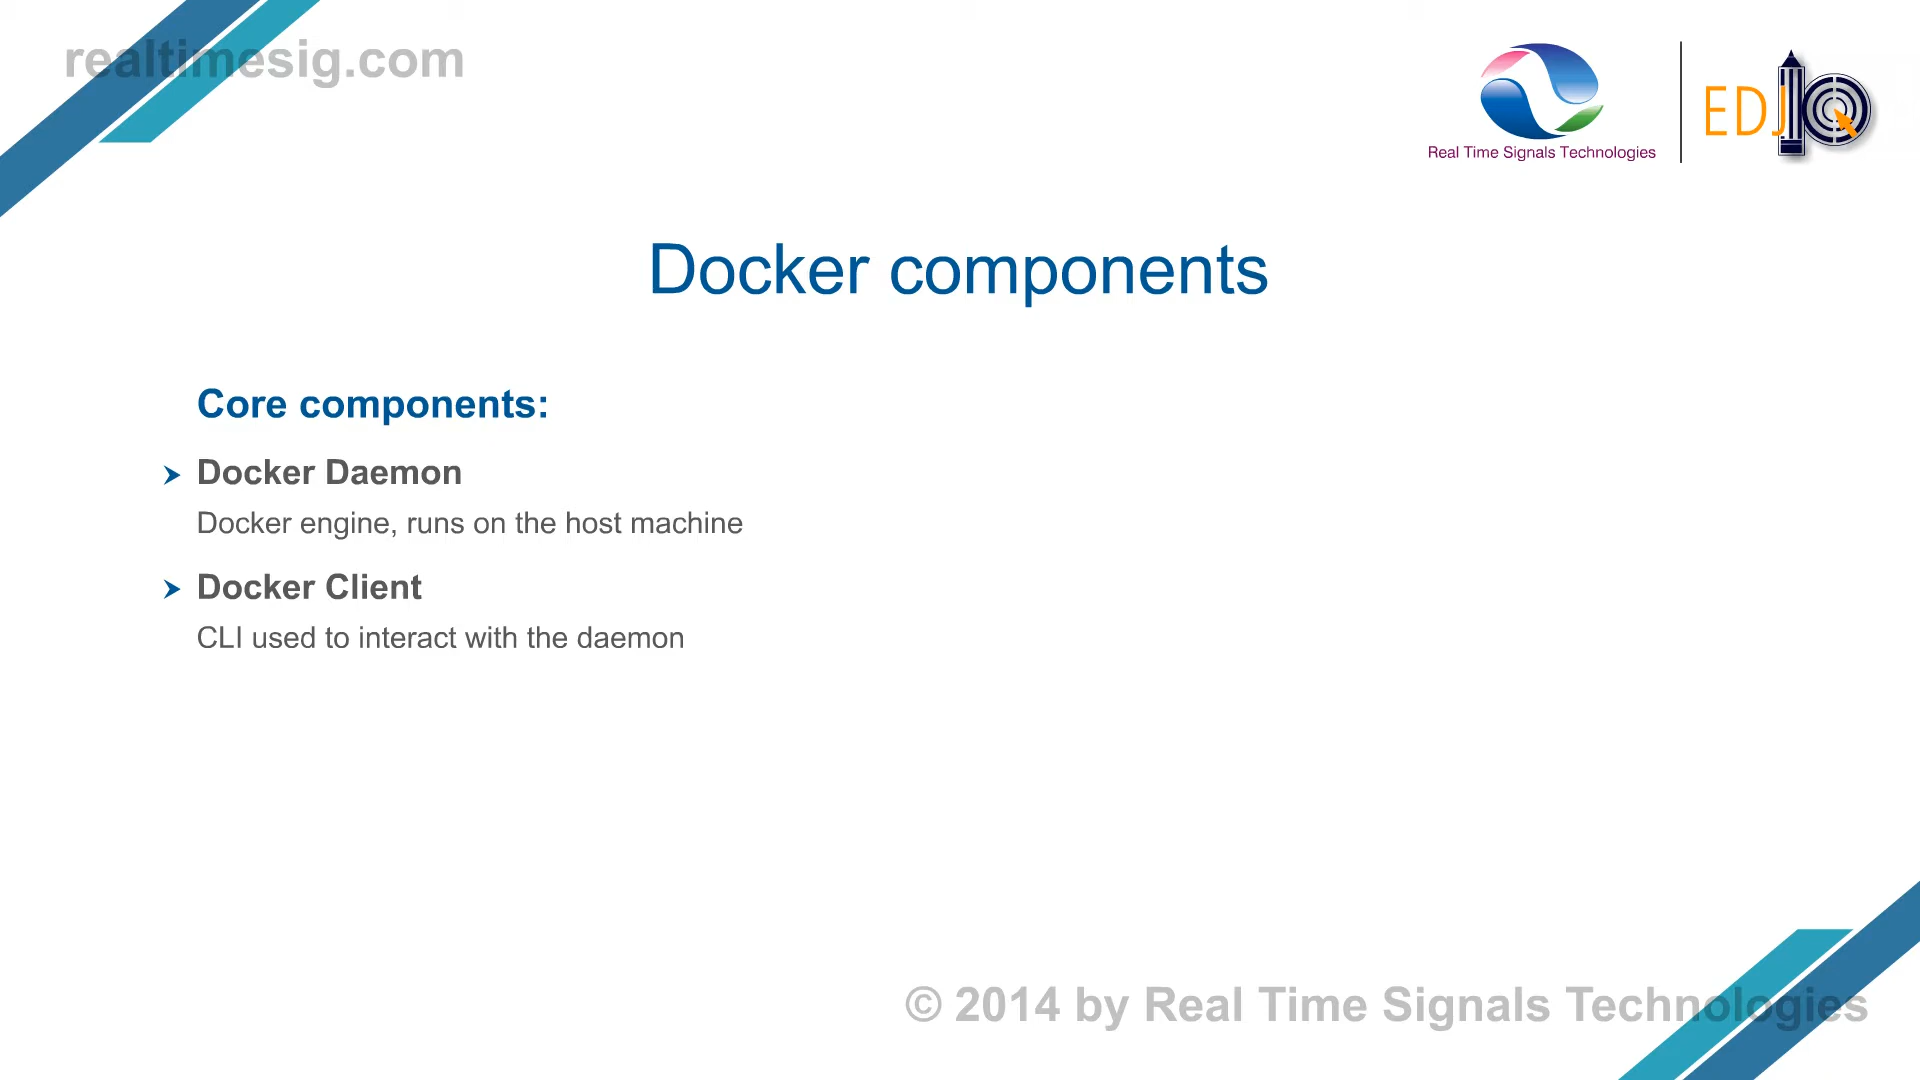 realtimesig.com
Real Time Signals Technologies
EDJIQ
Docker components
Core components:
Docker Daemon
Docker engine, runs on the host machine
Docker Client
CLI used to interact with the daemon
© 2014 by Real Time Signals Technologies